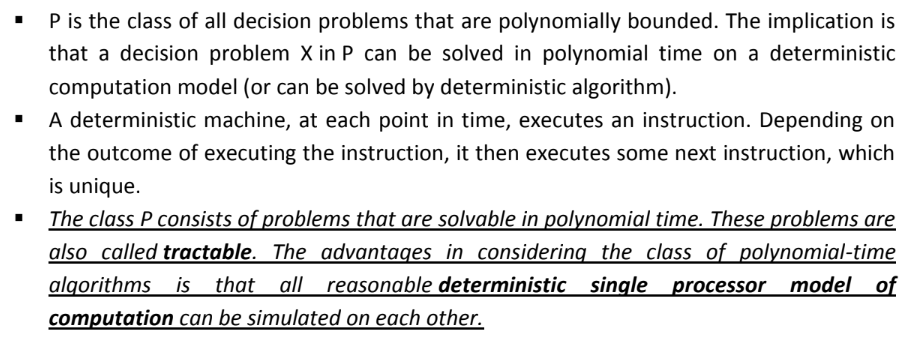 ▪ P is the class of all decision problems that are polynomially bounded. The implication is
that a decision problem X in P can be solved in polynomial time on a deterministic
computation model (or can be solved by deterministic algorithm).
▪ A deterministic machine, at each point in time, executes an instruction. Depending on
the outcome of executing the instruction, it then executes some next instruction, which
is unique.
▪ The class P consists of problems that are solvable in polynomial time. These problems are
also called tractable. The advantages in considering the class of polynomial-time
algorithms is that all reasonable deterministic single processor model of
computation can be simulated on each other.